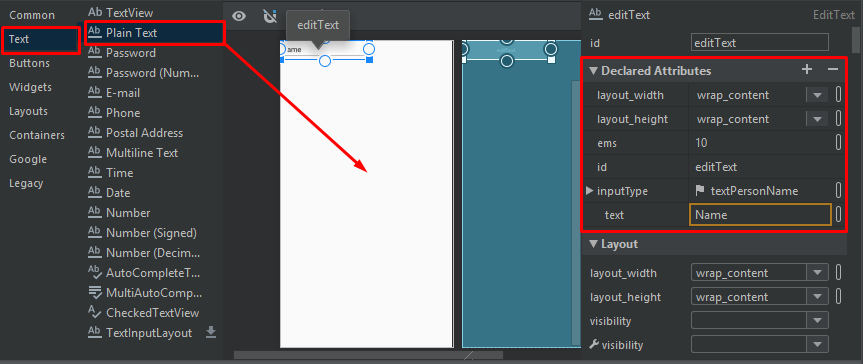 Common
Text
Buttons
Widgets
Layouts
Containers
Google
Legacy
Ab TextView
Ab Plain Text
Ab Password
Ab Password (Num...
Ab E-mail
Ab Phone
Ab Postal Address
Ab Multiline Text
Ab Time
Ab Date
Ab Number
Ab Number (Signed)
Ab Number (Decim...
Ab AutoCompleteT...
MultiAutoComp...
A CheckedTextView
Ab TextInputLayout
editText
ame
Ab editText
EditText
id
editText
Declared Attributes
layout_width wrap_content
layout_height wrap_content
ems 10
id editText
inputType textPersonName
text Name
Layout
layout_width wrap_content
layout_height wrap_content
visibility
visibility